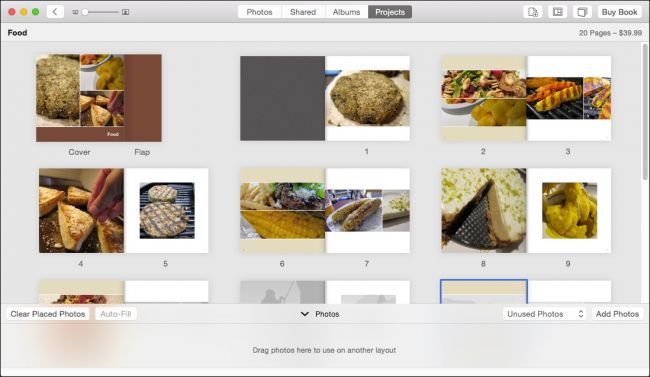 Photos Shared Albums Projects Buy Book
Food 20 Pages – $39.99
Food
Cover Flap 1 2 3
4 5 6 7 8 9
Clear Placed Photos Auto-Fill Photos Unused Photos Add Photos
Drag photos here to use on another layout